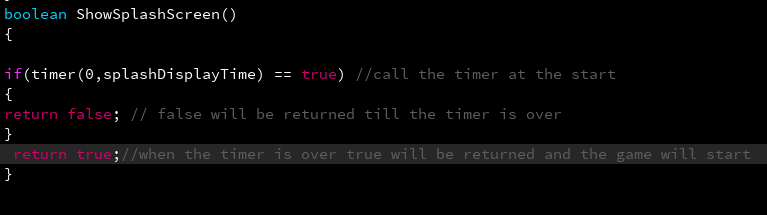 boolean ShowSplashScreen()
{
if(timer(0,splashDisplayTime) == true) //call the timer at the start
{
return false; // false will be returned till the timer is over
}
return true;//when the timer is over true will be returned and the game will start
}